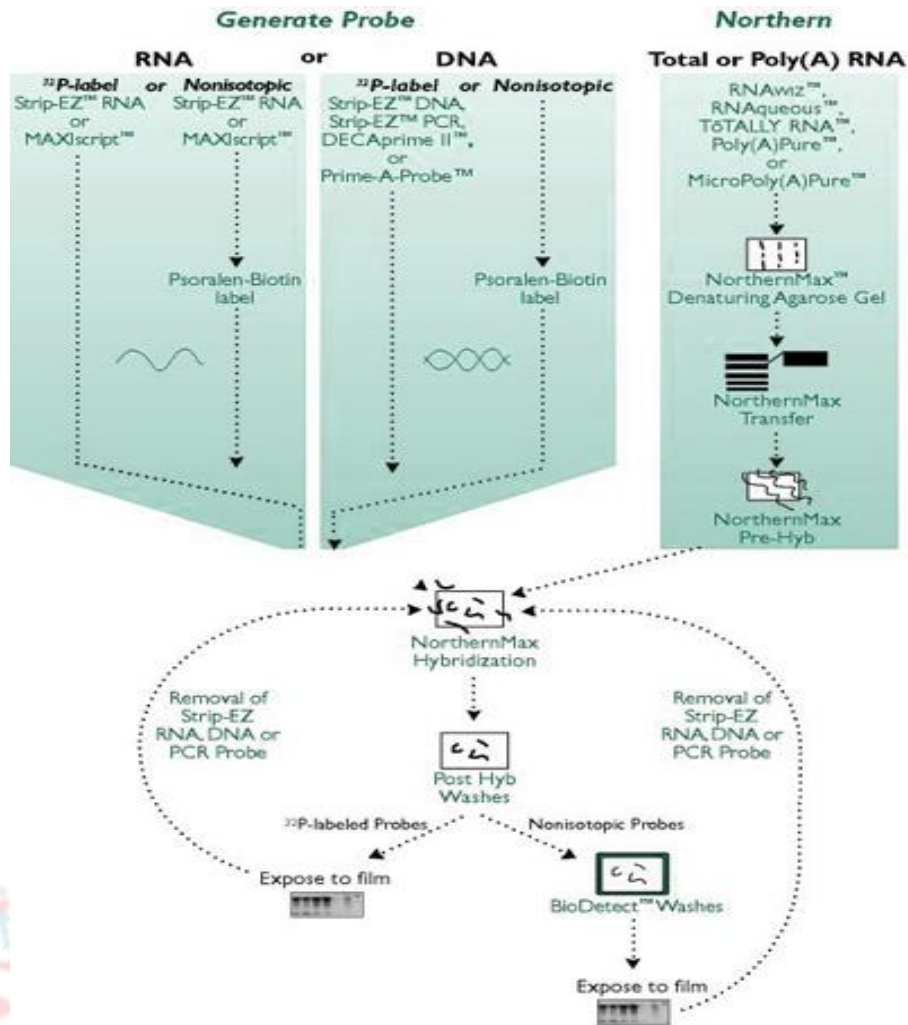 Generate Probe
Northern
RNA or DNA
Total or Poly(A) RNA
³²P-label or Nonisotopic
Strip-EZ™ RNA
or
MAXIscript™
Strip-EZ™ RNA
or
MAXIscript™
³²P-label or Nonisotopic
Strip-EZ™ DNA,
Strip-EZ™ PCR,
DECAprime II™,
or
Prime-A-Probe™
RNAwiz™,
RNAqueous™,
TōTALLY RNA™,
Poly(A)Pure™,
or
MicroPoly(A)Pure™
Psoralen-Biotin
label
Psoralen-Biotin
label
NorthernMax™
Denaturing Agarose Gel
NorthernMax
Transfer
NorthernMax
Pre-Hyb
NorthernMax
Hybridization
Removal of
Strip-EZ
RNA, DNA or
PCR Probe
Removal of
Strip-EZ
RNA, DNA or
PCR Probe
Post Hyb
Washes
³²P-labeled Probes
Nonisotopic Probes
Expose to film
BioDetect™ Washes
Expose to film